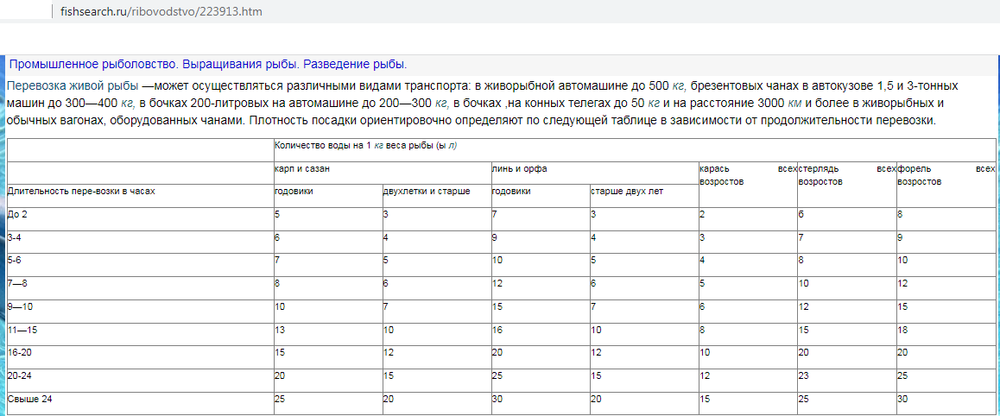 fishsearch.ru/ribovodstvo/223913.htm
Промышленное рыболовство. Выращивания рыбы. Разведение рыбы.
Перевозка живой рыбы —может осуществляться различными видами транспорта: в живорыбной автомашине до 500 кг, брезентовых чанах в автокузове 1,5 и 3-тонных
машин до 300—400 кг, в бочках 200-литровых на автомашине до 200—300 кг, в бочках ,на конных телегах до 50 кг и на расстояние 3000 км и более в живорыбных и
обычных вагонах, оборудованных чанами. Плотность посадки ориентировочно определяют по следующей таблице в зависимости от продолжительности перевозки.
Количество воды на 1 кг веса рыбы (ы л)
карп и сазан линь и орфа карась всех стерлядь всех форель всех
возростов возростов возростов
Длительность пере-возки в часах годовики двухлетки и старше годовики старше двух лет
До 2 5 3 7 3 2 б 8
3-4 6 4 9 4 3 7 9
5-6 7 5 10 5 4 8 10
7—8 8 6 12 6 5 10 12
9—10 10 7 15 7 6 12 15
11—15 13 10 16 10 8 15 18
16-20 15 12 20 12 10 20 20
20-24 20 15 25 15 12 23 25
Свыше 24 25 20 30 20 15 25 30